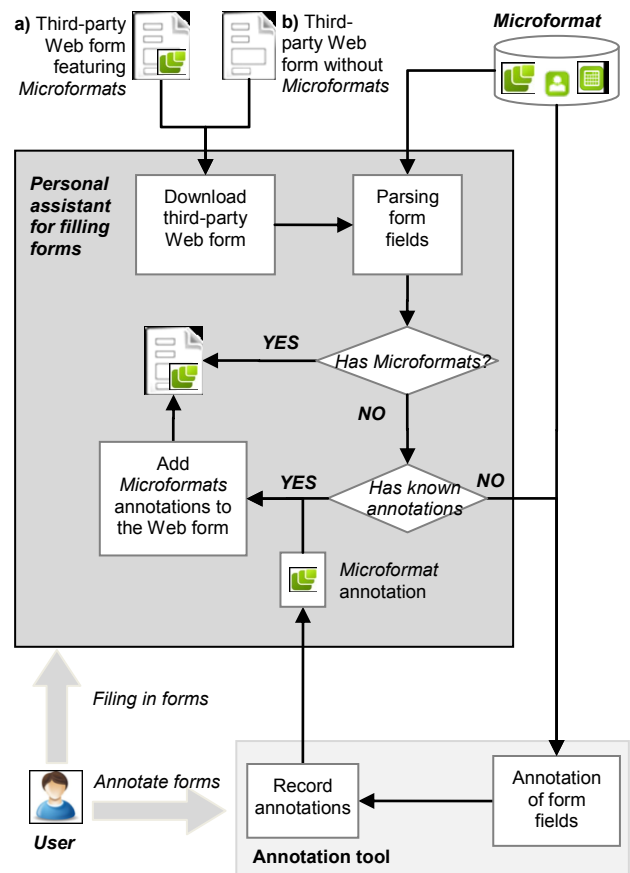 a) Third-
party Web
form
featuring
Microformats
b) Third-
party Web
form without
Microformats
Microformat
Personal
assistant
for filling
forms
Download
third-party
Web form
Parsing
form
fields
YES
Has Microformats?
NO
Add
Microformats
annotations to
the Web form
YES
Has known
annotations
NO
Microformat
annotation
Filing in forms
Annotate forms
User
Record
annotations
Annotation
of form
fields
Annotation tool